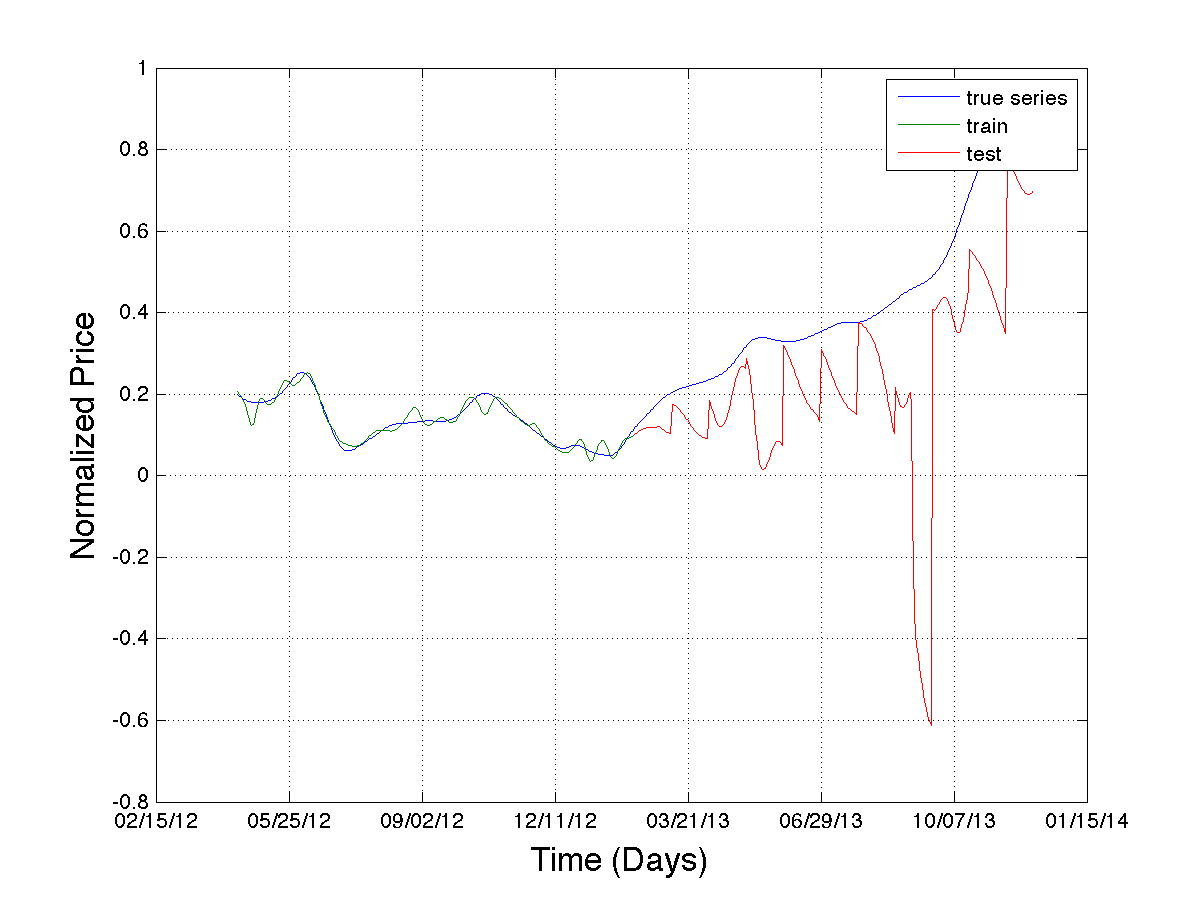 1
0.8
0.6
0.4
0.2
0
-0.2
-0.4
-0.6
-0.8
Normalized Price
true series
train
test
02/15/12 05/25/12 09/02/12 12/11/12 03/21/13 06/29/13 10/07/13 01/15/14
Time (Days)